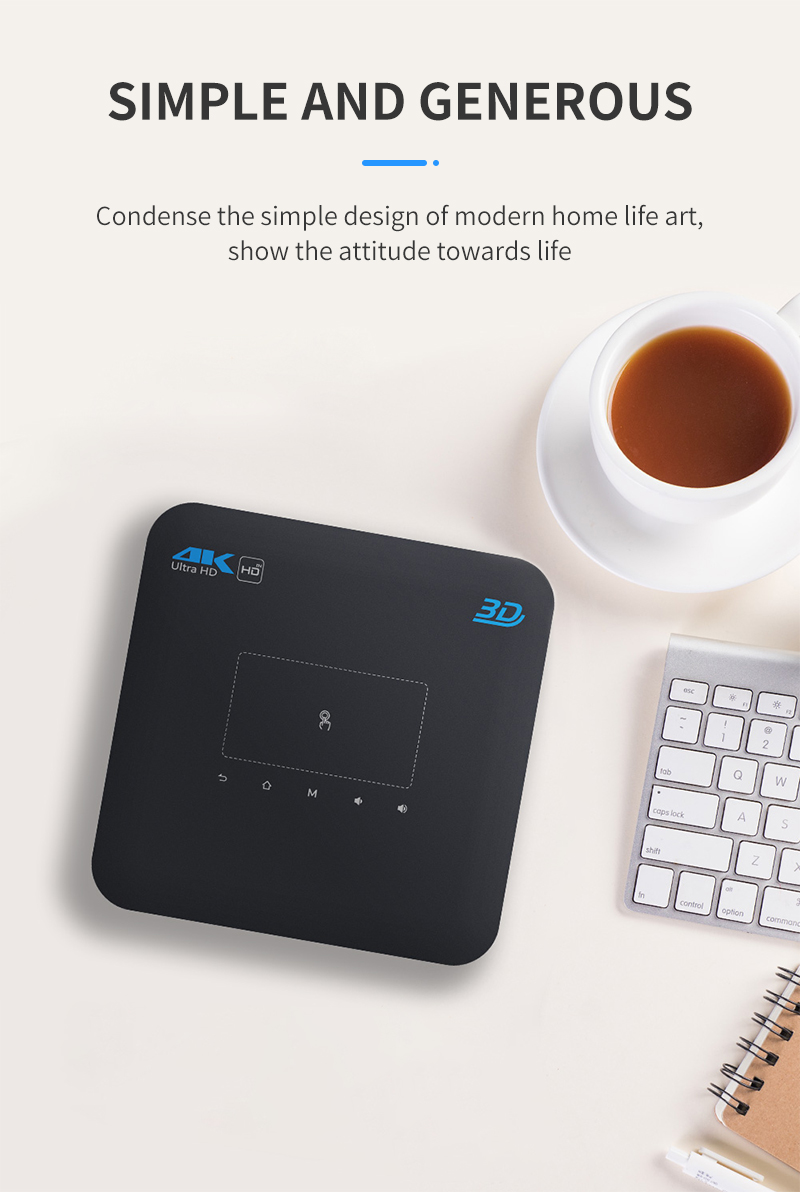 SIMPLE AND GENEROUS
Condense the simple design of modern home life art,
show the attitude towards life
4K
Ultra HD
HD
3D
M
esc
F1
F2
~
!
1
@
2
tab
Q
W
caps lock
A
S
shift
Z
X
fn
control
alt
option
command